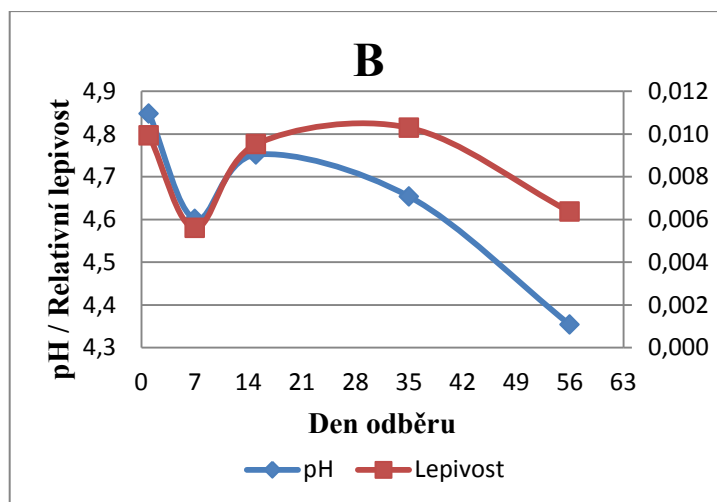 B
pH / Relativní lepivost
4,9
4,8
4,7
4,6
4,5
4,4
4,3
0,012
0,010
0,008
0,006
0,004
0,002
0,000
0 7 14 21 28 35 42 49 56 63
Den odběru
pH Lepivost